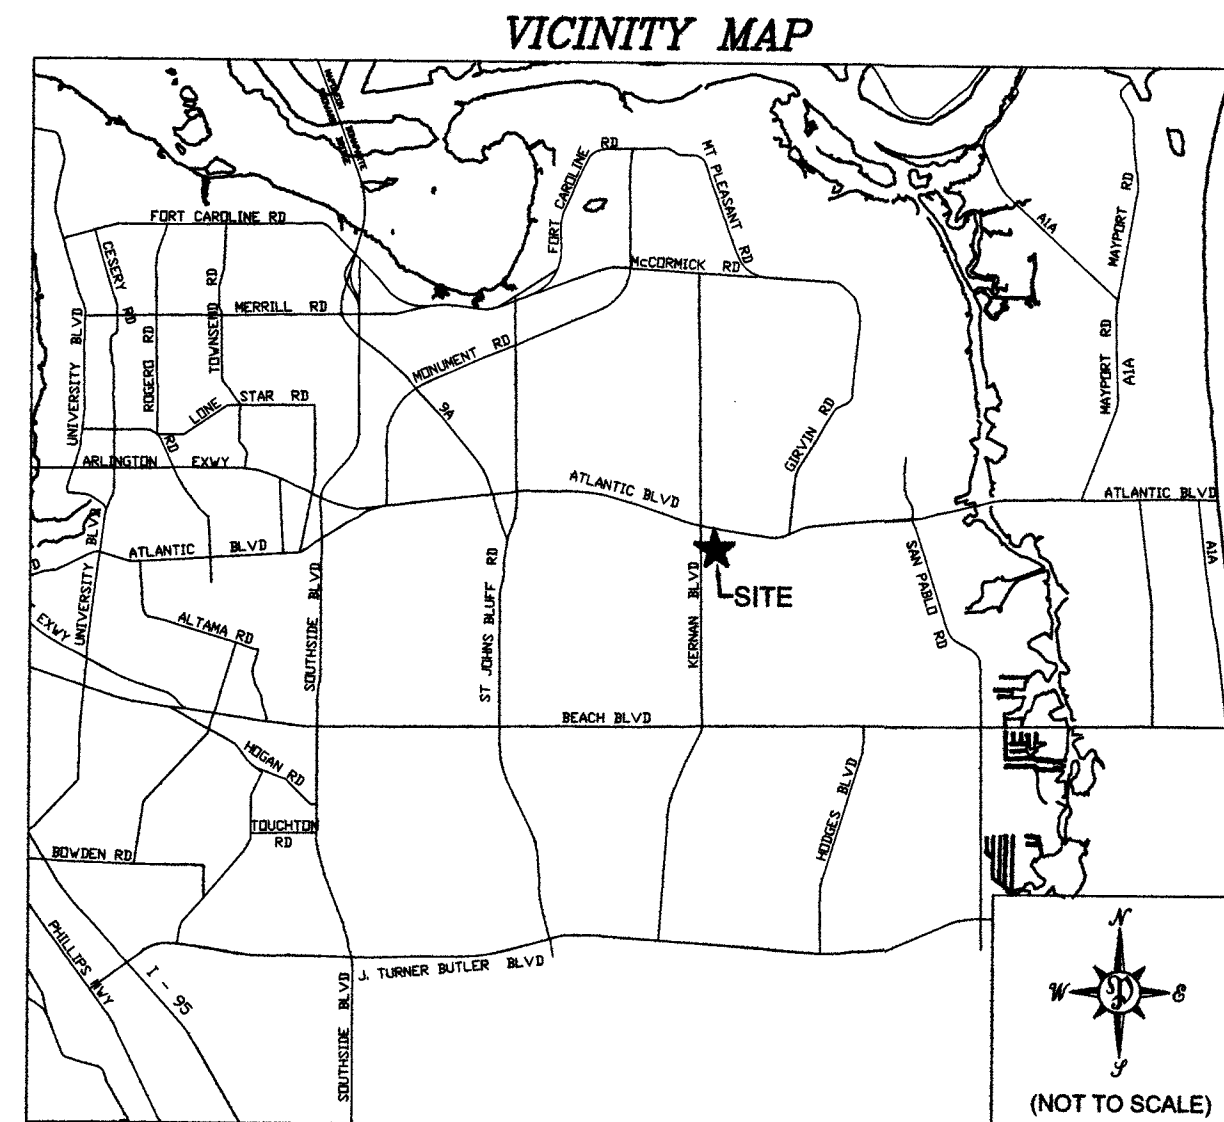 VICINITY MAP
FORT CAROLINE RD
FORT CAROLINE RD
MT PLEASANT RD
McCORMICK RD
A1A
MAYPORT RD
CESERY RD
MERRILL RD
TOWNSEND RD
ROGERO RD
UNIVERSITY BLVD
MONUMENT RD
9A
LONE STAR RD
RD
GIRVIN RD
MAYPORT RD
A1A
ARLINGTON EXWY
ATLANTIC BLVD
ATLANTIC BLVD
ATLANTIC BLVD
UNIVERSITY BLVD
SOUTHSIDE BLVD
ST JOHNS BLUFF RD
KERNAN BLVD
SITE
SAN PABLO RD
A1A
EXWY
ALTAMA RD
BEACH BLVD
HOGAN RD
HODGES BLVD
TOUCHTON
RD
BOWDEN RD
PHILLIPS HWY
I - 95
J. TURNER BUTLER BLVD
SOUTHSIDE BLVD
N
W
E
S
(NOT TO SCALE)